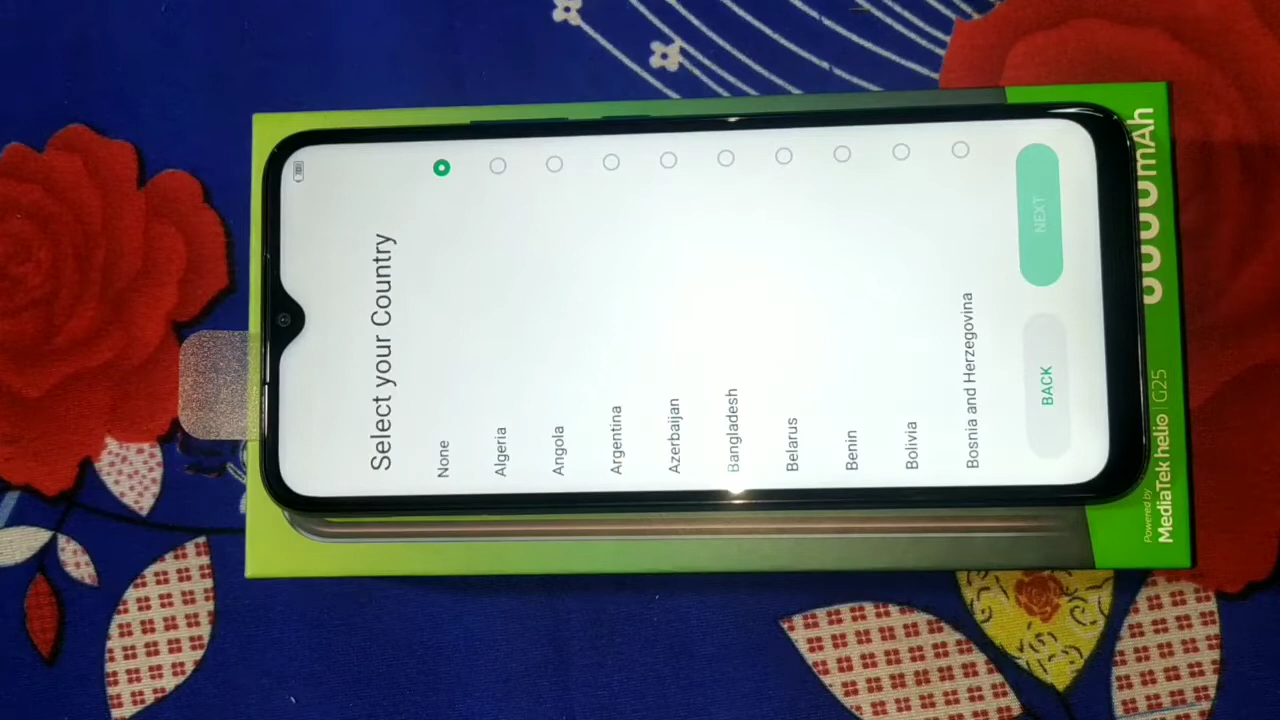 Select your Country
None
Algeria
Angola
Argentina
Azerbaijan
Bangladesh
Belarus
Benin
Bolivia
Bosnia and Herzegovina
BACK NEXT
6000mAh
Powered by
MediaTek helio | G25